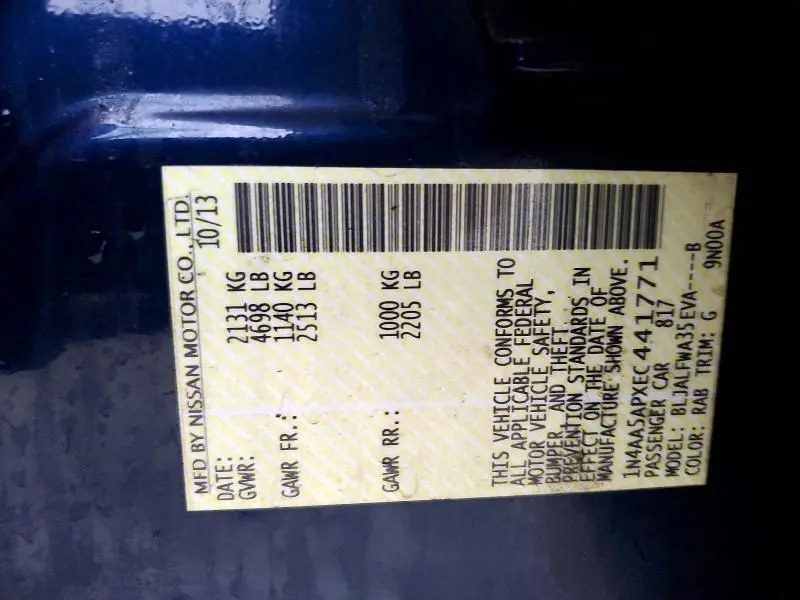 MFD BY NISSAN MOTOR CO., LTD.
DATE: 10/13
GVWR: 2131 KG
4698 LB
GAWR FR.: 1140 KG
2513 LB
GAWR RR.: 1000 KG
2205 LB
THIS VEHICLE CONFORMS TO
ALL APPLICABLE FEDERAL
MOTOR VEHICLE SAFETY,
BUMPER, AND THEFT
PREVENTION STANDARDS IN
EFFECT ON THE DATE OF
MANUFACTURE SHOWN ABOVE.
1N4AA5APXEC441771
PASSENGER CAR 817
MODEL: BLJALFWA35EVA----B
COLOR: RAB TRIM: G 9N00A